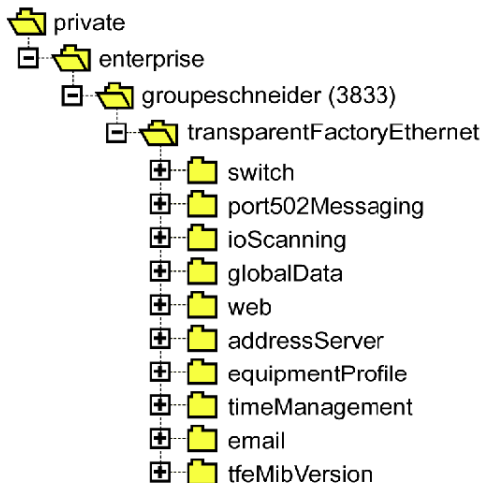 private
enterprise
groupeschneider (3833)
transparentFactoryEthernet
switch
port502Messaging
ioScanning
globalData
web
addressServer
equipmentProfile
timeManagement
email
tfeMibVersion